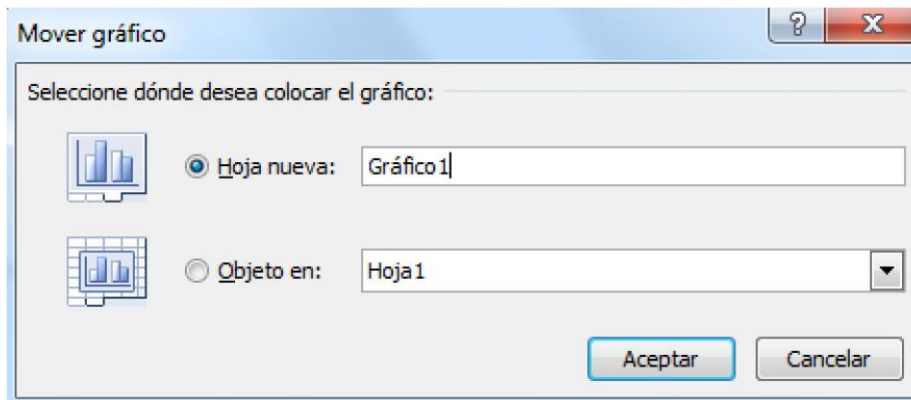 Mover gráfico
Seleccione dónde desea colocar el gráfico:
Hoja nueva: Gráfico1
Objeto en: Hoja1
Aceptar Cancelar